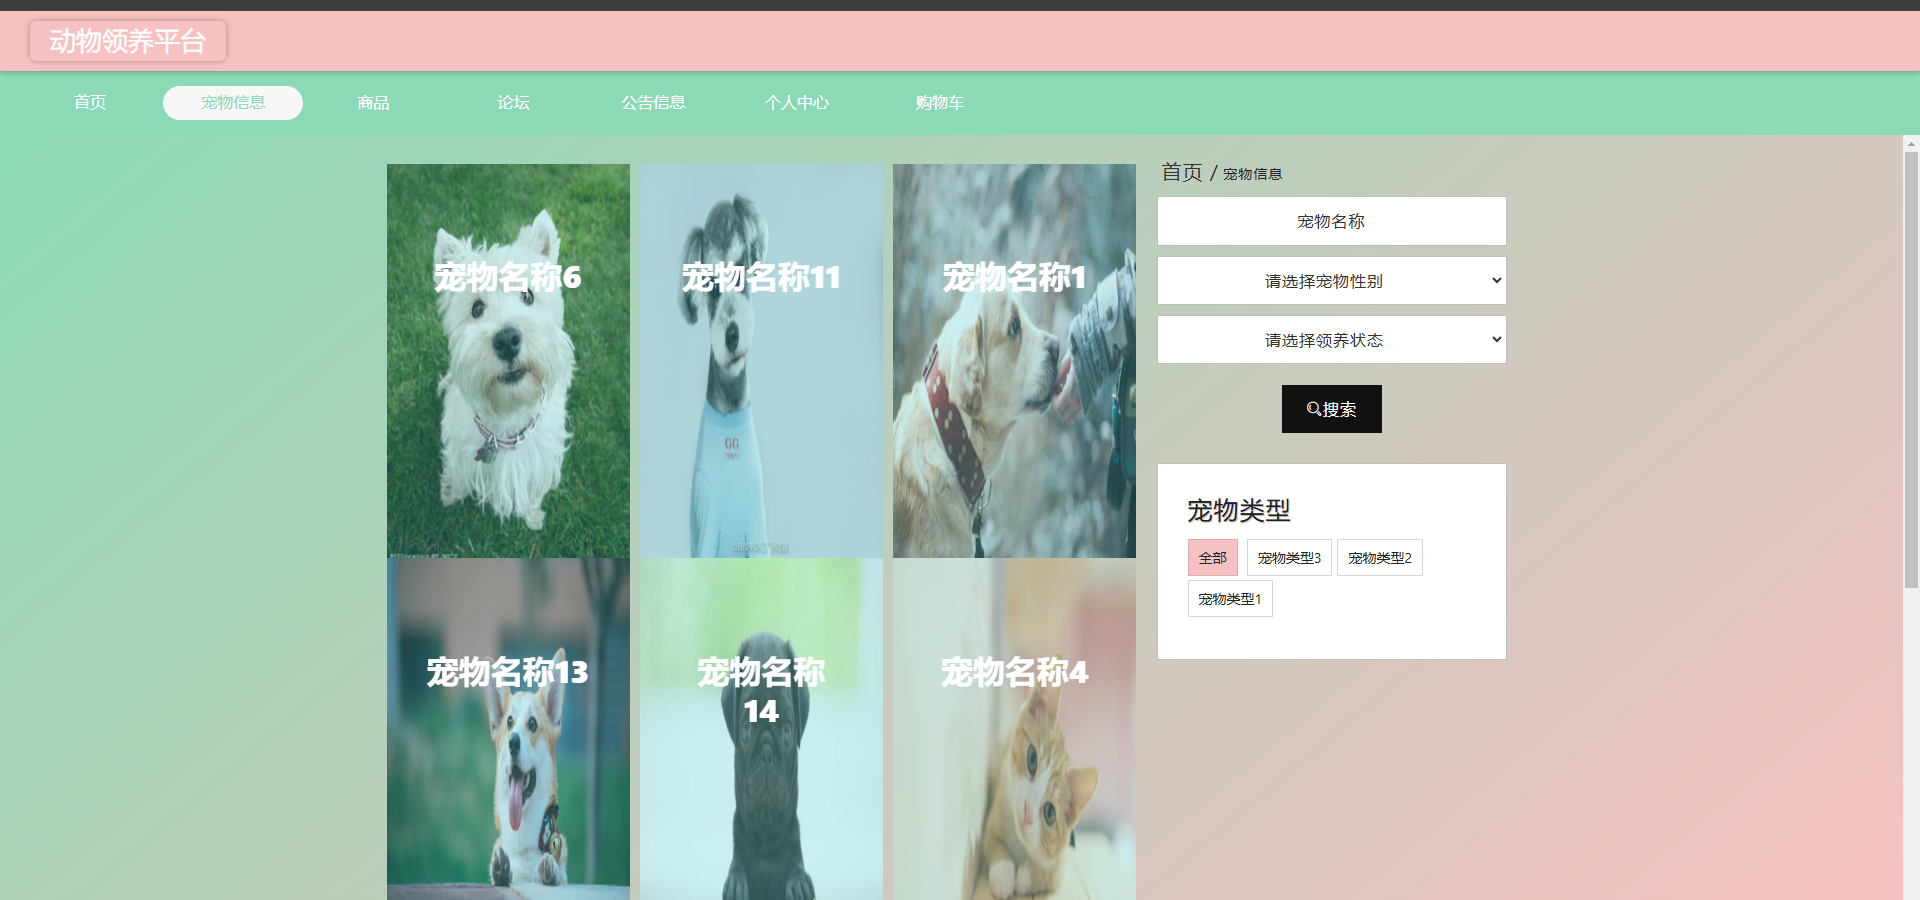 动物领养平台
首页 宠物信息 商品 论坛 公告信息 个人中心 购物车
宠物名称6
宠物名称11
宠物名称1
宠物名称13
宠物名称
14
宠物名称4
GG
首页 / 宠物信息
宠物名称
请选择宠物性别
请选择领养状态
搜索
宠物类型
全部 宠物类型3 宠物类型2
宠物类型1